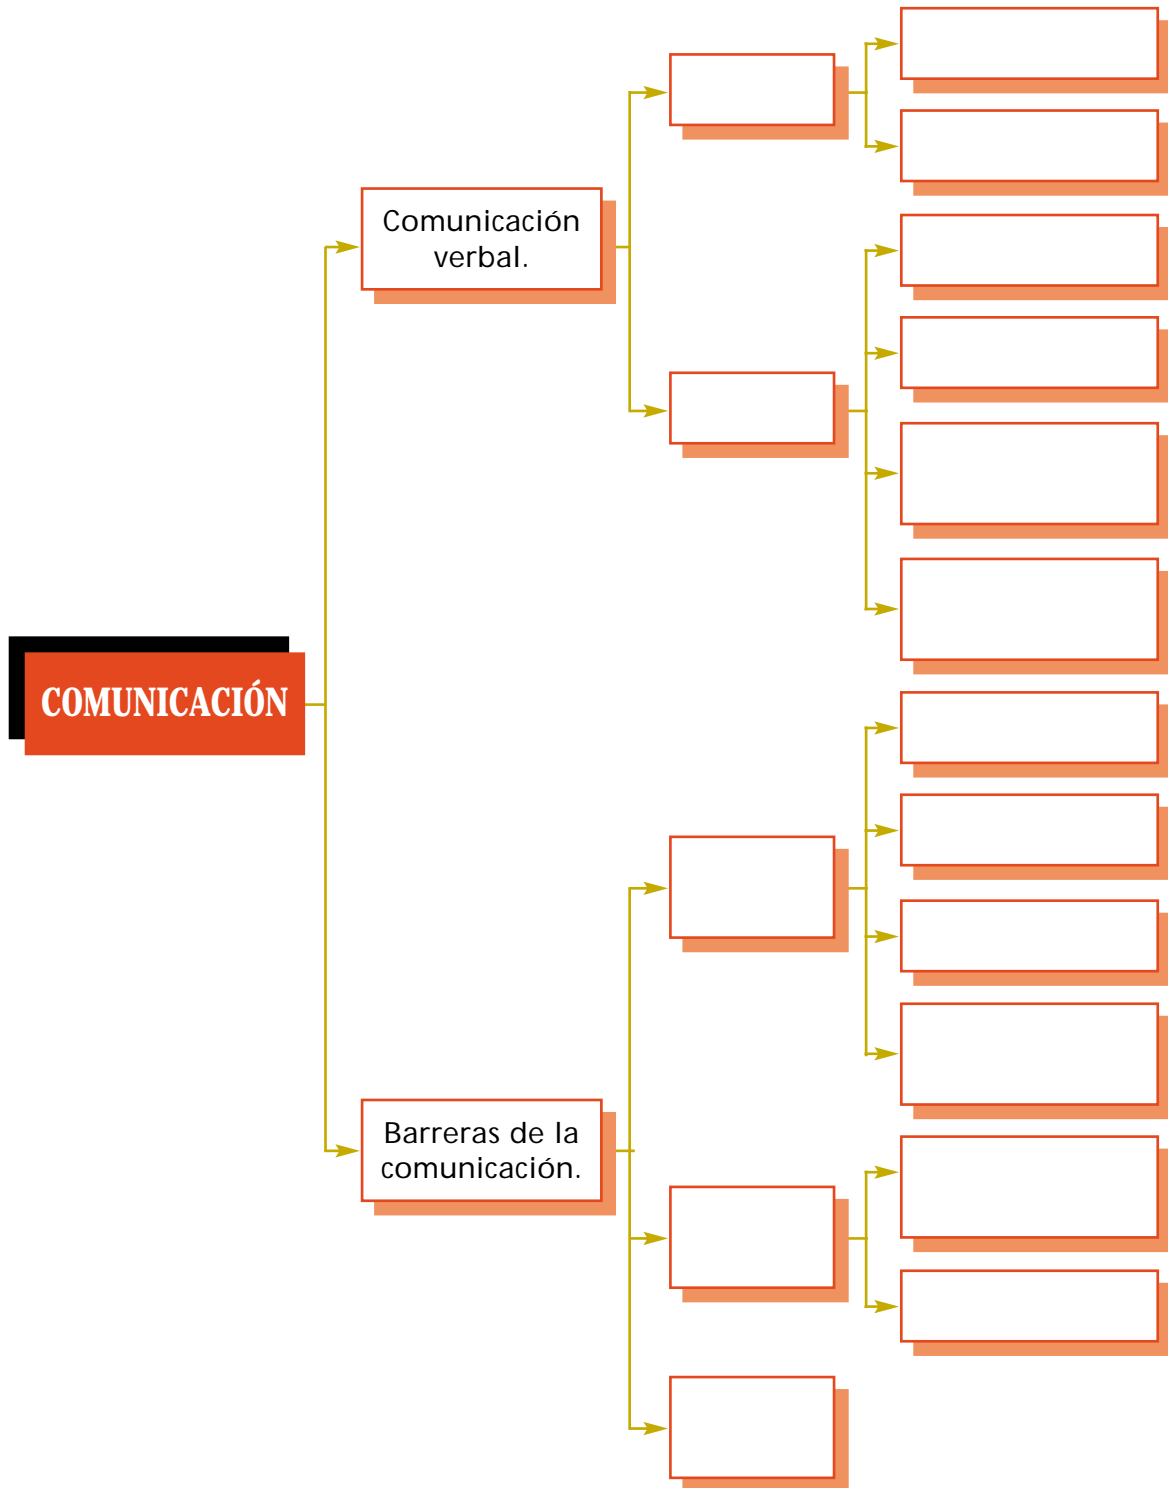 Comunicación
verbal.
COMUNICACIÓN
Barreras de la
comunicación.